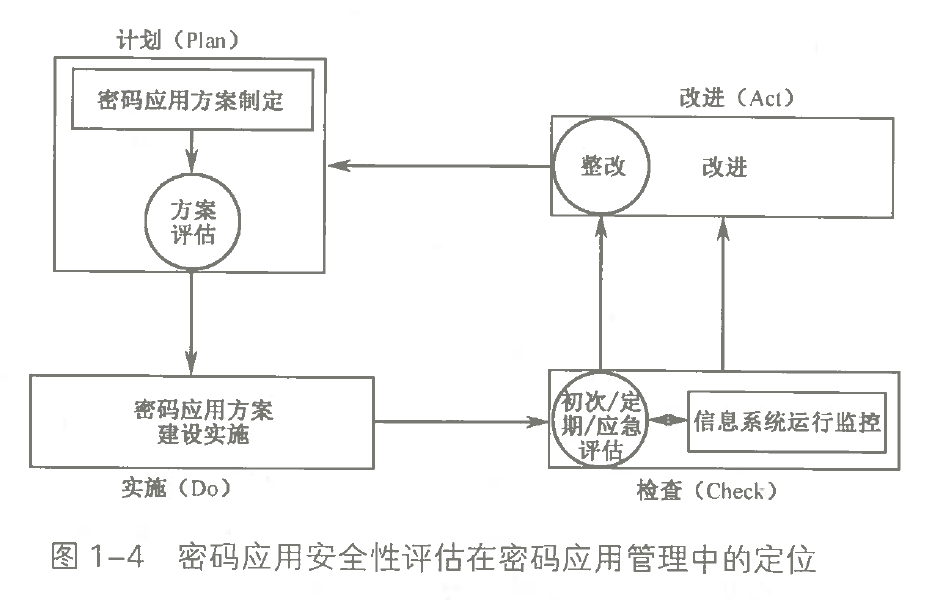 计划（Plan）
密码应用方案制定
方案
评估
改进（Act）
整改
改进
密码应用方案
建设实施
实施（Do）
初次/定
期/应急
评估
信息系统运行监控
检查（Check）
图 1-4 密码应用安全性评估在密码应用管理中的定位